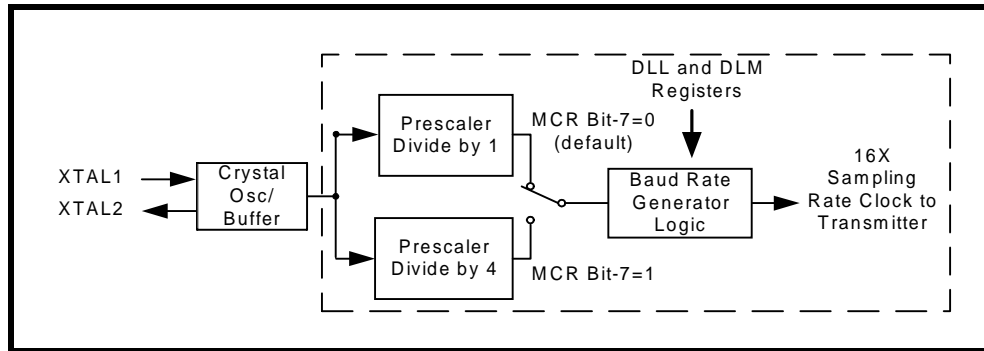 DLL and DLM
Registers
Prescaler
Divide by 1
MCR Bit-7=0
(default)
XTAL1
XTAL2
Crystal
Osc/
Buffer
Baud Rate
Generator
Logic
16X
Sampling
Rate Clock to
Transmitter
Prescaler
Divide by 4
MCR Bit-7=1